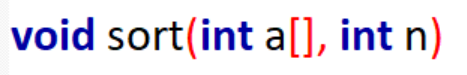 void sort(int a[], int n)